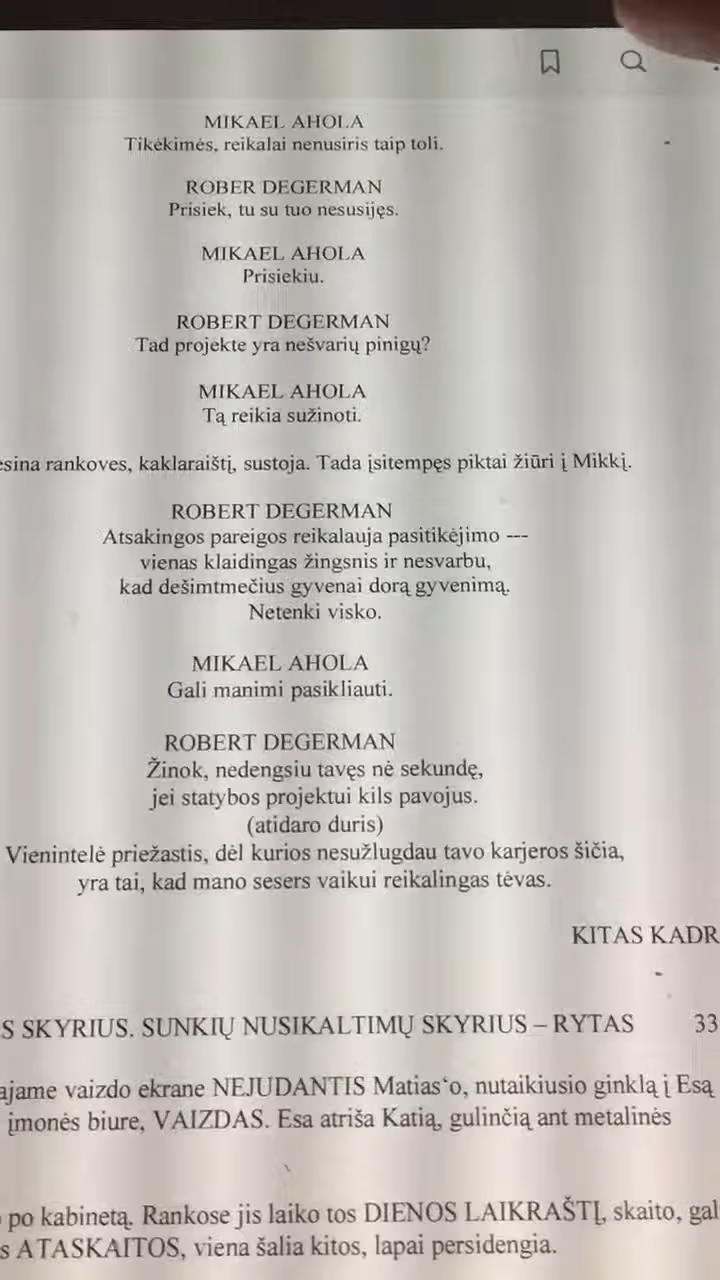 MIKAEL AHOLA
Tikėkimės, reikalai nenusiris taip toli.
ROBER DEGERMAN
Prisiek, tu su tuo nesusijęs.
MIKAEL AHOLA
Prisiekiu.
ROBERT DEGERMAN
Tad projekte yra nešvarių pinigų?
MIKAEL AHOLA
Tą reikia sužinoti.
rankoves, kaklaraištį, sustoja. Tada įsitempęs piktai žiūri į Mikkį.
ROBERT DEGERMAN
Atsakingos pareigos reikalauja pasitikėjimo ---
vienas klaidingas žingsnis ir nesvarbu,
kad dešimtmečius gyvenai dorą gyvenimą.
Netenki visko.
MIKAEL AHOLA
Gali manimi pasikliauti.
ROBERT DEGERMAN
Žinok, nedengsiu tavęs nė sekundę,
jei statybos projektui kils pavojus.
(atidaro duris)
Vienintelė priežastis, dėl kurios nesužlugdau tavo karjeros šičia,
yra tai, kad mano sesers vaikui reikalingas tėvas.
KITAS KADR
S SKYRIUS. SUNKIŲ NUSIKALTIMŲ SKYRIUS – RYTAS 33
ajame vaizdo ekrane NEJUDANTIS Matias‘o, nutaikiusio ginklą į Esą
įmonės biure, VAIZDAS. Esa atriša Katią, gulinčią ant metalinės
po kabinetą. Rankose jis laiko tos DIENOS LAIKRAŠTĮ, skaito, gal
s ATASKAITOS, viena šalia kitos, lapai persidengia.